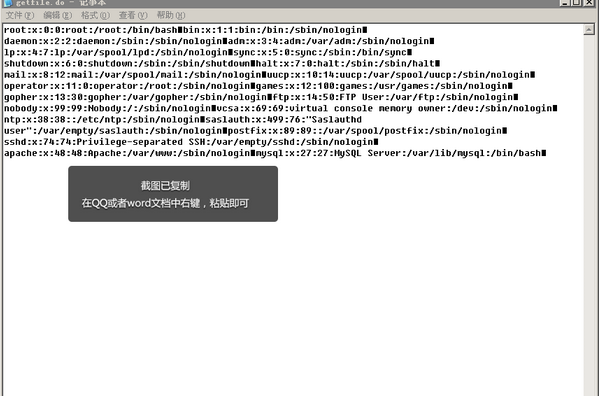 getfile.do - 记事本
文件(F) 编辑(E) 格式(O) 查看(V) 帮助(H)
root:x:0:0:root:/root:/bin/bash■bin:x:1:1:bin:/bin:/sbin/nologin■
daemon:x:2:2:daemon:/sbin:/sbin/nologin■adm:x:3:4:adm:/var/adm:/sbin/nologin■
lp:x:4:7:lp:/var/spool/lpd:/sbin/nologin■sync:x:5:0:sync:/sbin:/bin/sync■
shutdown:x:6:0:shutdown:/sbin:/sbin/shutdown■halt:x:7:0:halt:/sbin:/sbin/halt■
mail:x:8:12:mail:/var/spool/mail:/sbin/nologin■uucp:x:10:14:uucp:/var/spool/uucp:/sbin/nologin■
operator:x:11:0:operator:/root:/sbin/nologin■games:x:12:100:games:/usr/games:/sbin/nologin■
gopher:x:13:30:gopher:/var/gopher:/sbin/nologin■ftp:x:14:50:FTP User:/var/ftp:/sbin/nologin■
nobody:x:99:99:Nobody:/:/sbin/nologin■vcsa:x:69:69:virtual console memory owner:/dev:/sbin/nologin■
ntp:x:38:38::/etc/ntp:/sbin/nologin■saslauth:x:499:76:"Saslauthd
user":/var/empty/saslauth:/sbin/nologin■postfix:x:89:89::/var/spool/postfix:/sbin/nologin■
sshd:x:74:74:Privilege-separated SSH:/var/empty/sshd:/sbin/nologin■
apache:x:48:48:Apache:/var/www:/sbin/nologin■mysql:x:27:27:MySQL Server:/var/lib/mysql:/bin/bash■
截图已复制
在QQ或者word文档中右键，粘贴即可